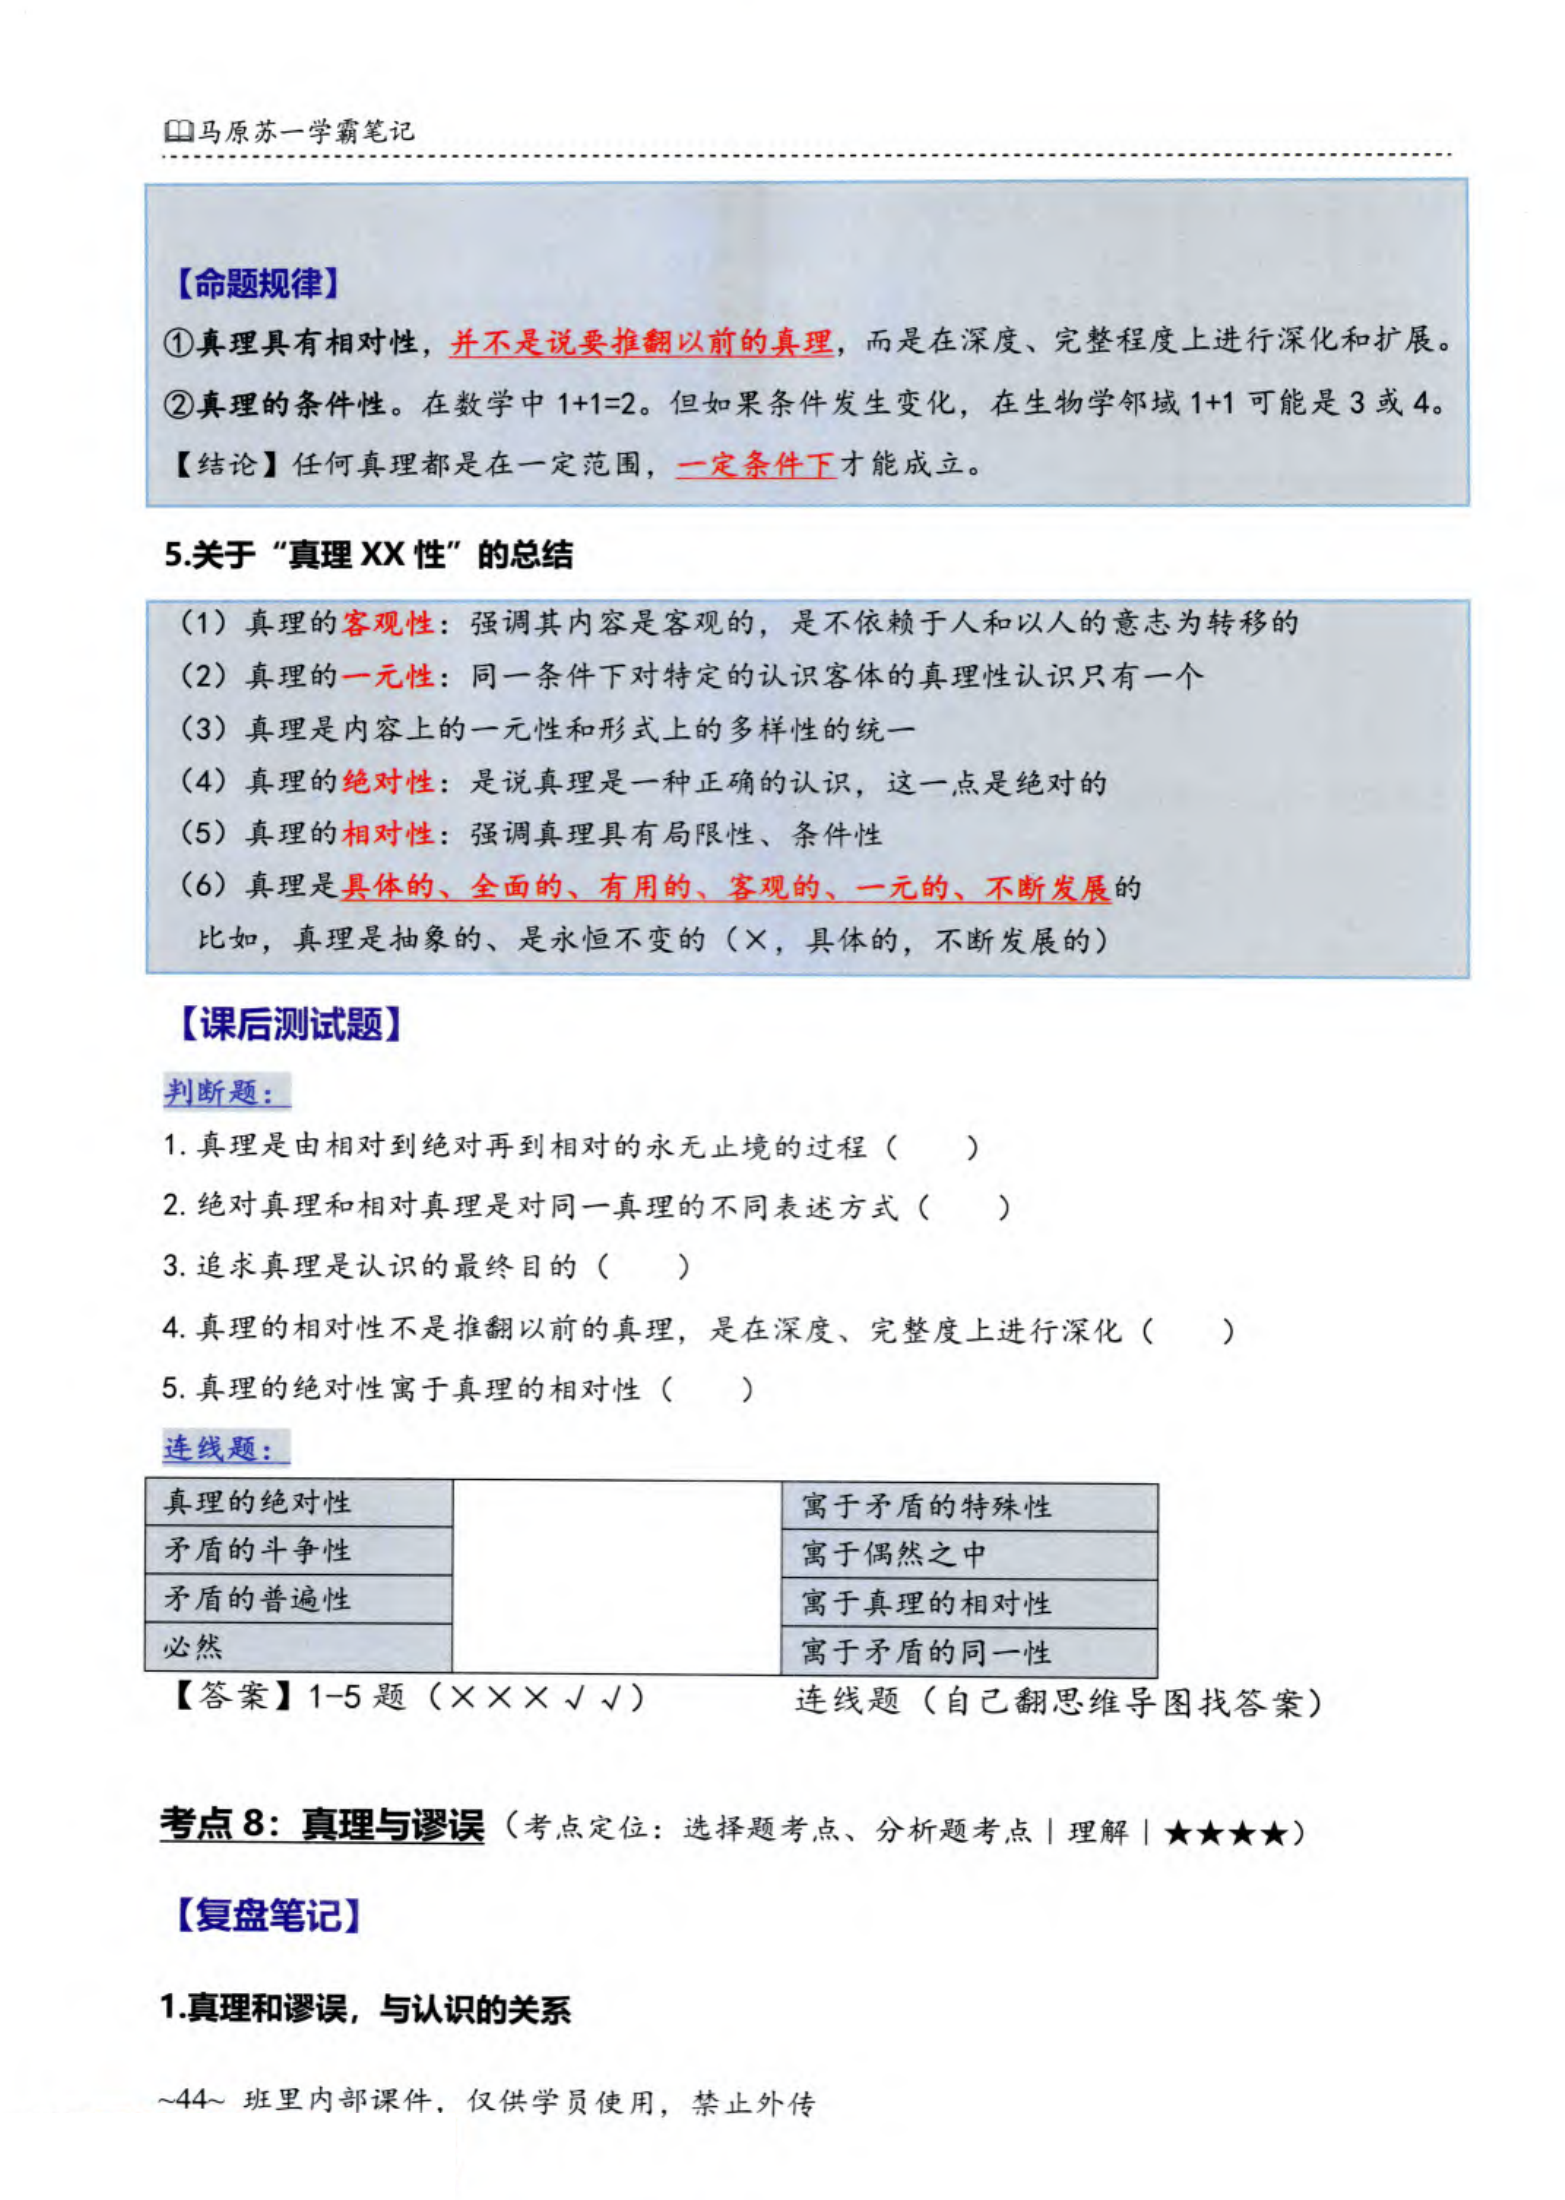 马原苏一学霸笔记
【命题规律】
①真理具有相对性，并不是说要推翻以前的真理，而是在深度、完整程度上进行深化和扩展。
②真理的条件性。在数学中1+1=2。但如果条件发生变化，在生物学邻域1+1 可能是 3 或 4。
【结论】任何真理都是在一定范围，一定条件下才能成立。
5.关于“真理 XX 性”的总结
（1）真理的客观性：强调其内容是客观的，是不依赖于人和以人的意志为转移的
（2）真理的一元性：同一条件下对特定的认识客体的真理性认识只有一个
（3）真理是内容上的一元性和形式上的多样性的统一
（4）真理的绝对性：是说真理是一种正确的认识，这一点是绝对的
（5）真理的相对性：强调真理具有局限性、条件性
（6）真理是具体的、全面的、有用的、客观的、一元的、不断发展的
比如，真理是抽象的、是永恒不变的（×，具体的，不断发展的）
【课后测试题】
判断题：
1. 真理是由相对到绝对再到相对的永无止境的过程（　　）
2. 绝对真理和相对真理是对同一真理的不同表述方式（　　）
3. 追求真理是认识的最终目的（　　）
4. 真理的相对性不是推翻以前的真理，是在深度、完整度上进行深化（　　）
5. 真理的绝对性寓于真理的相对性（　　）
连线题：
真理的绝对性 寓于矛盾的特殊性
矛盾的斗争性 寓于偶然之中
矛盾的普遍性 寓于真理的相对性
必然 寓于矛盾的同一性
【答案】1-5 题（×××√√） 连线题（自己翻思维导图找答案）
考点 8：真理与谬误（考点定位：选择题考点、分析题考点 | 理解 | ★★★★）
【复盘笔记】
1.真理和谬误，与认识的关系
~44~ 班里内部课件，仅供学员使用，禁止外传